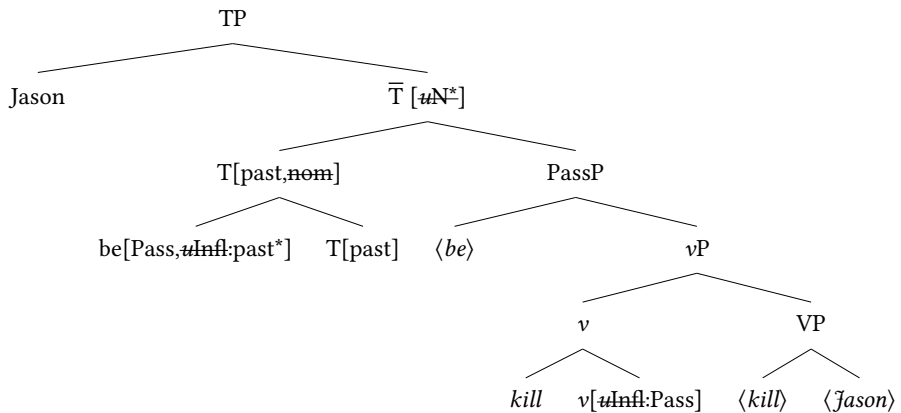 TP
Jason T̅ [uN*]
T[past,nom] PassP
be[Pass,uInfl:past*] T[past] ⟨be⟩ vP
v VP
kill v[uInfl:Pass] ⟨kill⟩ ⟨Jason⟩